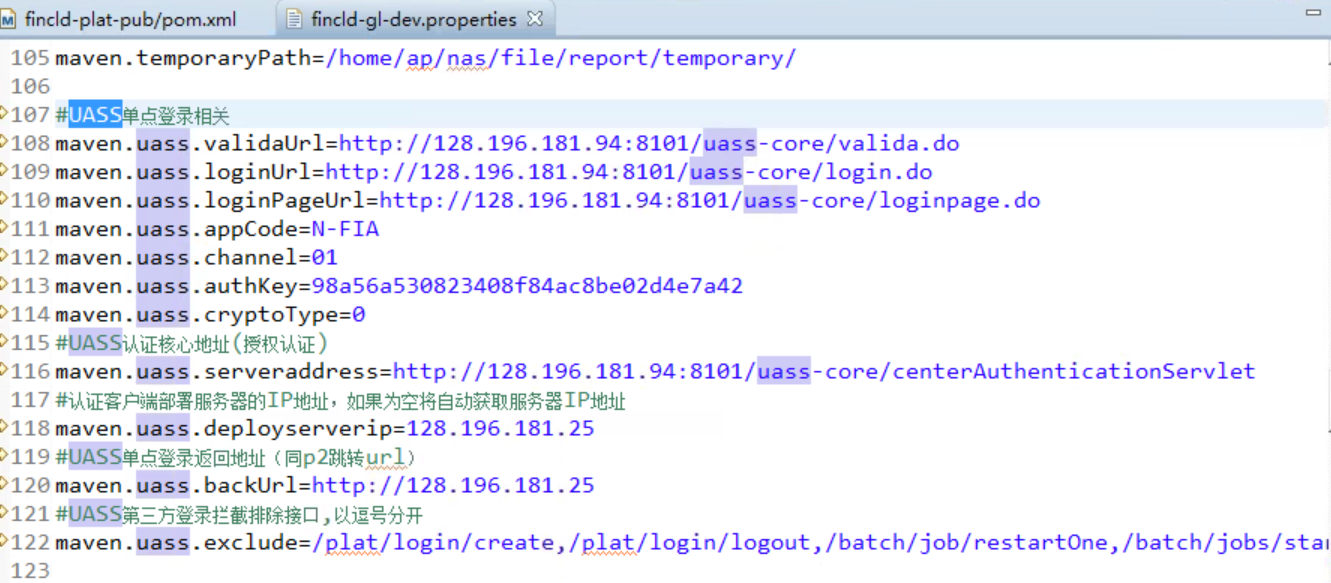 fincld-plat-pub/pom.xml fincld-gl-dev.properties
105 maven.temporaryPath=/home/ap/nas/file/report/temporary/
106
107 #UASS单点登录相关
108 maven.uass.validaUrl=http://128.196.181.94:8101/uass-core/valida.do
109 maven.uass.loginUrl=http://128.196.181.94:8101/uass-core/login.do
110 maven.uass.loginPageUrl=http://128.196.181.94:8101/uass-core/loginpage.do
111 maven.uass.appCode=N-FIA
112 maven.uass.channel=01
113 maven.uass.authKey=98a56a530823408f84ac8be02d4e7a42
114 maven.uass.cryptoType=0
115 #UASS认证核心地址(授权认证)
116 maven.uass.serveraddress=http://128.196.181.94:8101/uass-core/centerAuthenticationServlet
117 #认证客户端部署服务器的IP地址，如果为空将自动获取服务器IP地址
118 maven.uass.deployserverip=128.196.181.25
119 #UASS单点登录返回地址（同p2跳转url）
120 maven.uass.backUrl=http://128.196.181.25
121 #UASS第三方登录拦截排除接口,以逗号分开
122 maven.uass.exclude=/plat/login/create,/plat/login/logout,/batch/job/restartOne,/batch/jobs/sta
123